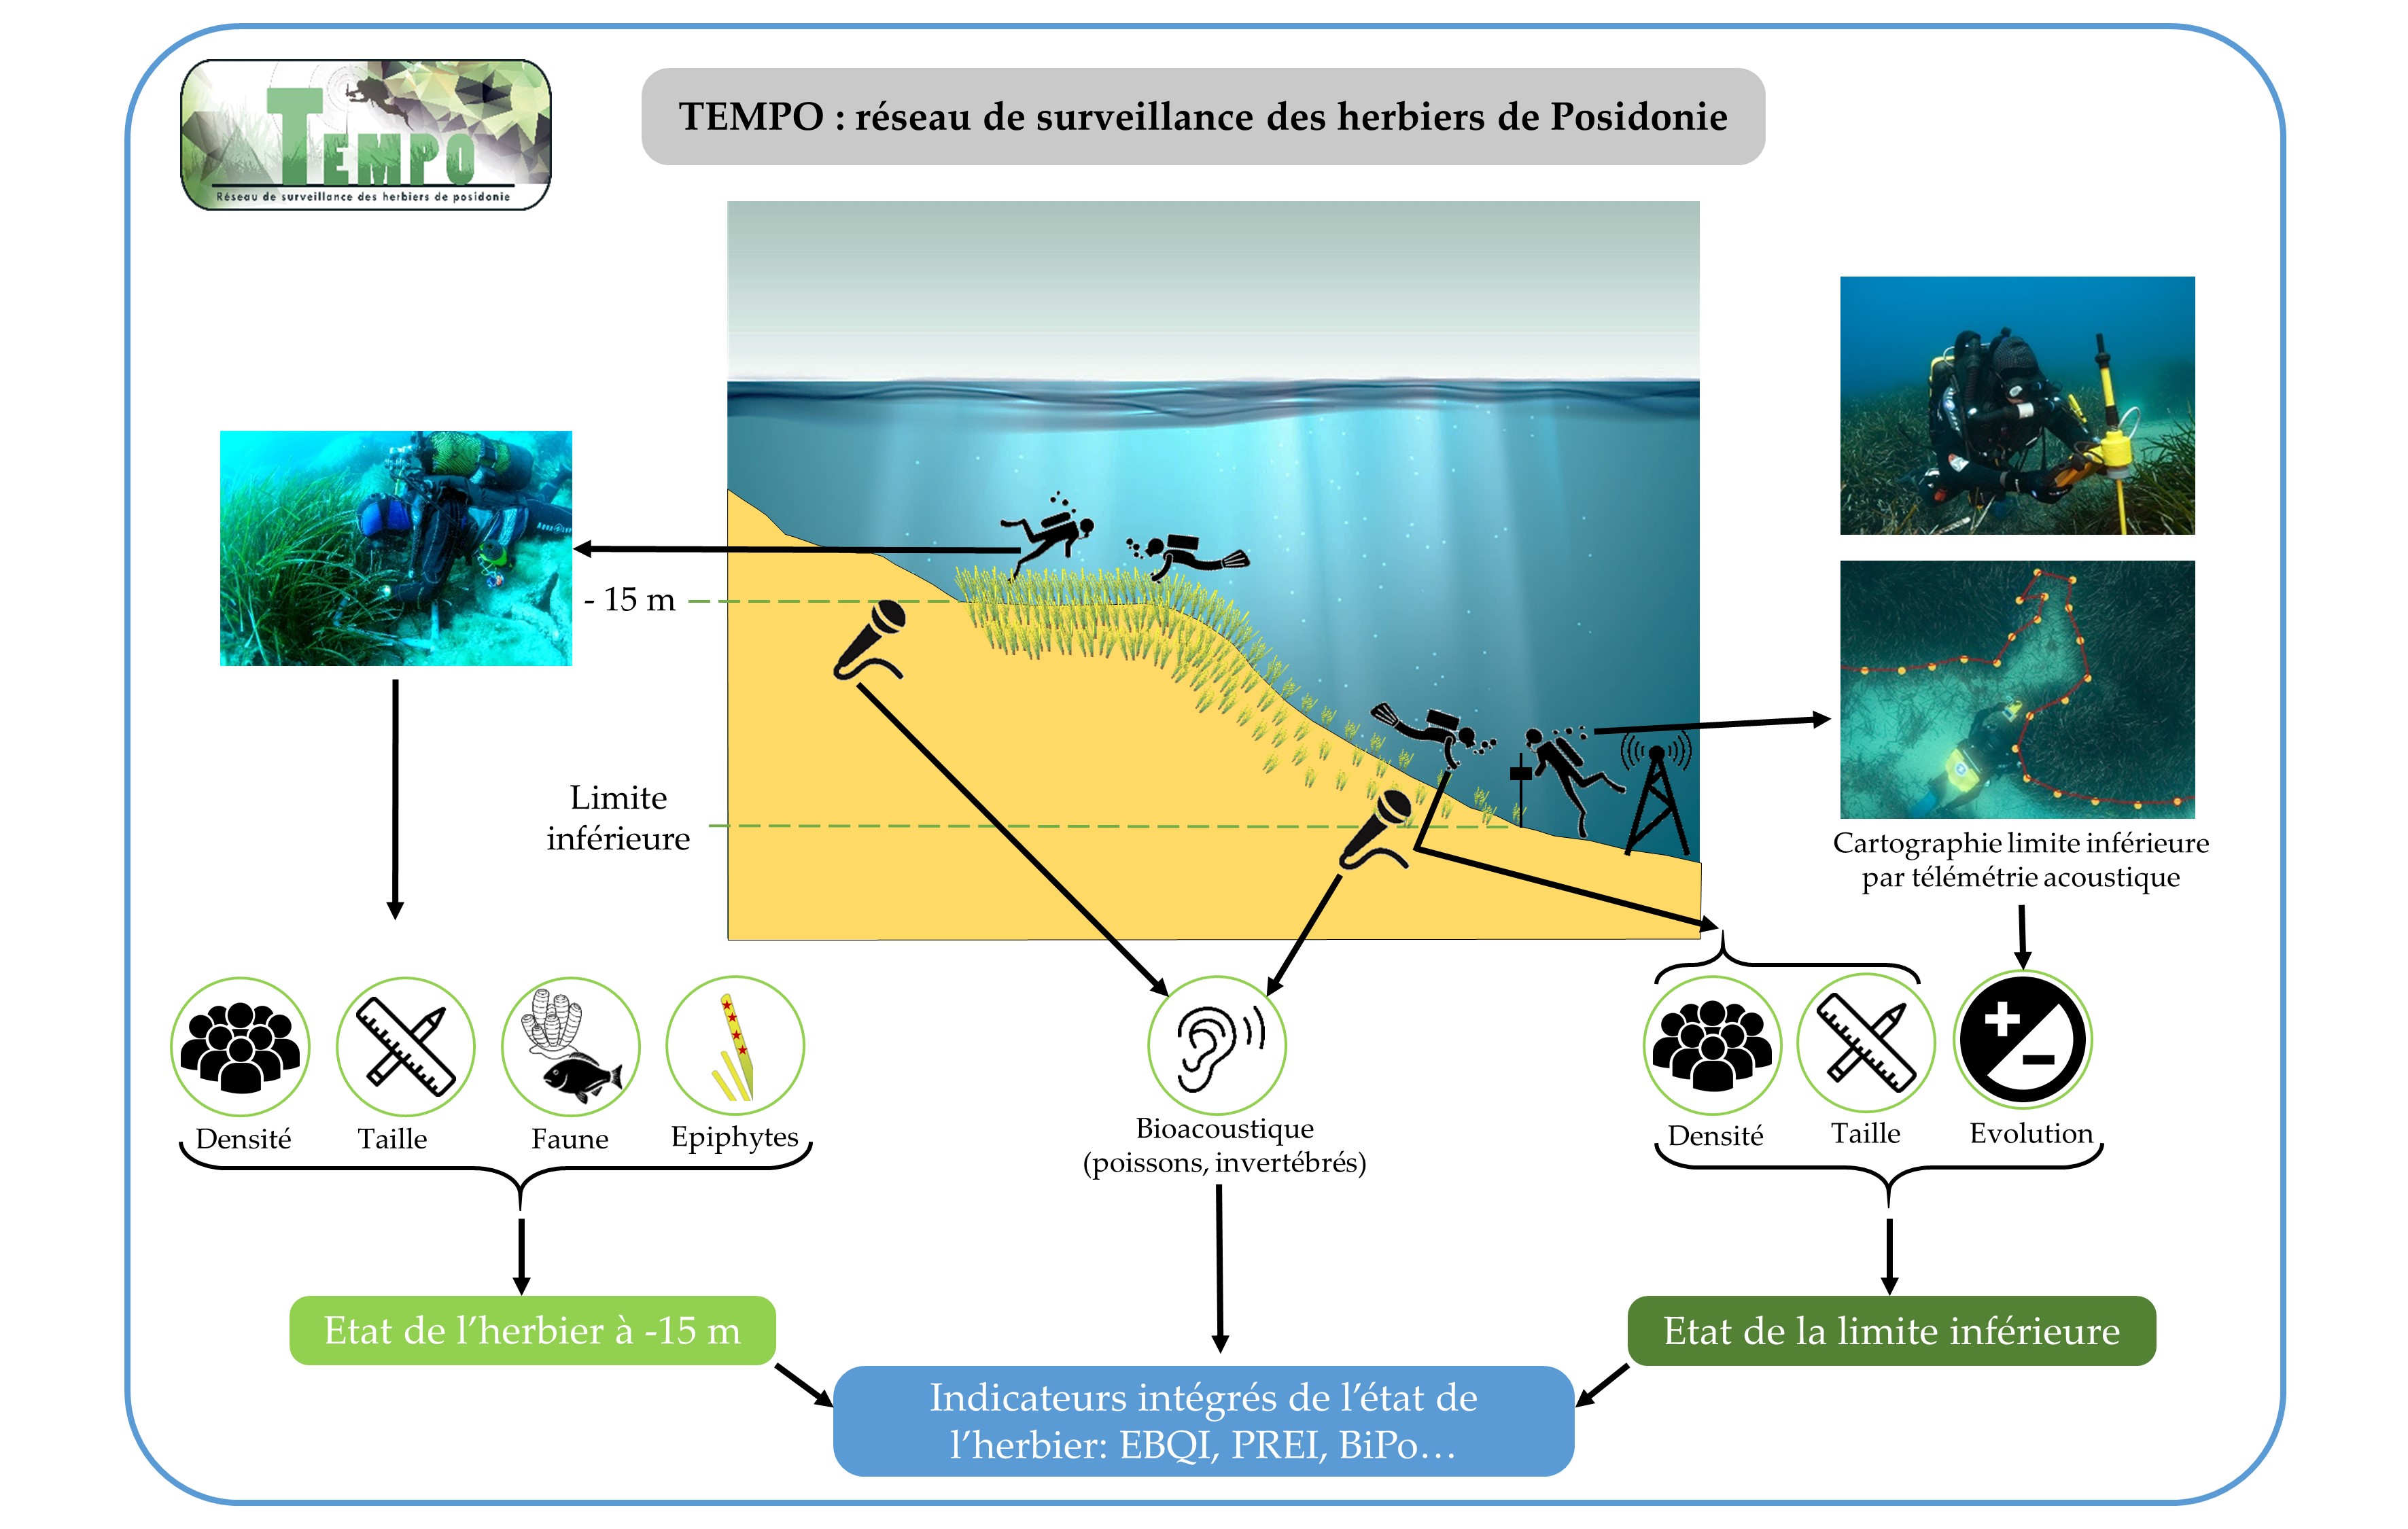 TEMPO
Réseau de surveillance des herbiers de posidonie
TEMPO : réseau de surveillance des herbiers de Posidonie
- 15 m
Limite
inférieure
Cartographie limite inférieure
par télémétrie acoustique
Densité
Taille
Faune
Epiphytes
Bioacoustique
(poissons, invertébrés)
Densité
Taille
Evolution
Etat de l’herbier à -15 m
Etat de la limite inférieure
Indicateurs intégrés de l’état de
l’herbier: EBQI, PREI, BiPo…